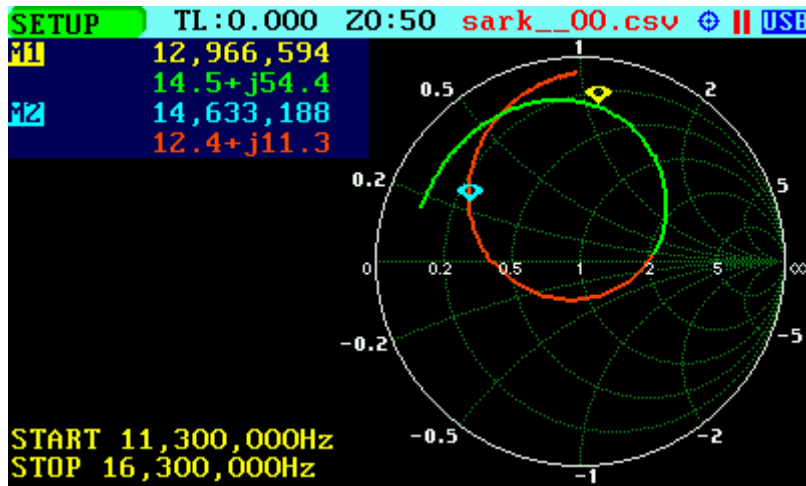 SETUP TL:0.000 Z0:50 sark__00.csv USB
M1 12,966,594
14.5+j54.4
M2 14,633,188
12.4+j11.3
1
0.5 2
0.2 5
0 0.2 0.5 1 2 5 ∞
-0.2 -5
-0.5 -2
-1
START 11,300,000Hz
STOP 16,300,000Hz